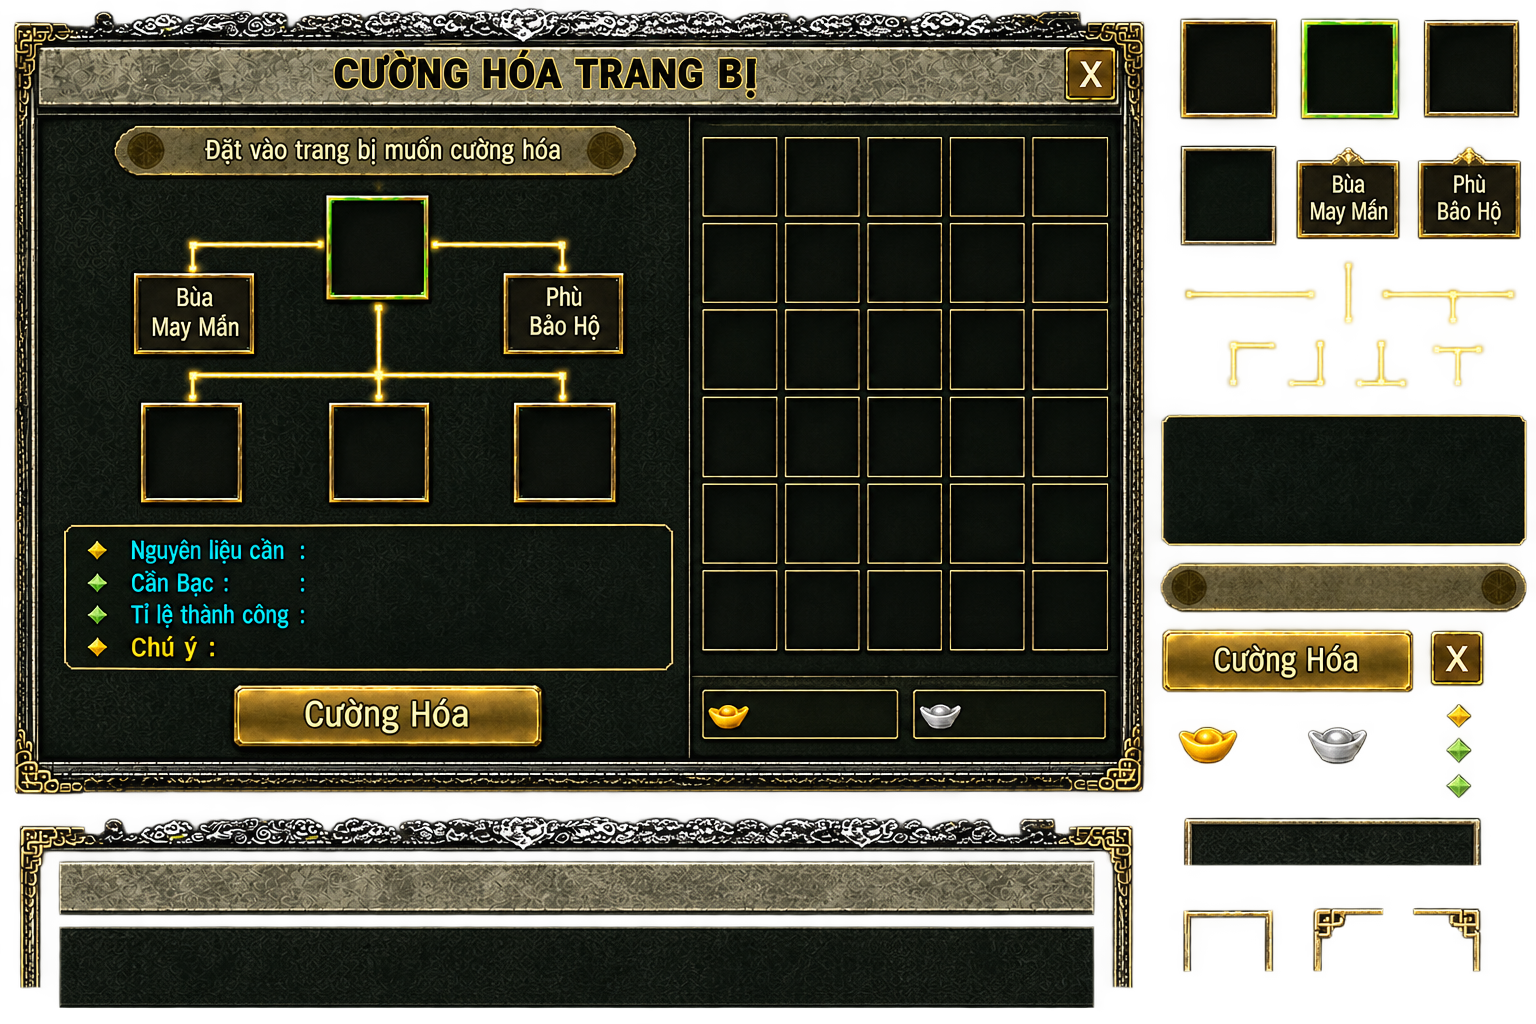 CƯỜNG HÓA TRANG BỊ
X
Đặt vào trang bị muốn cường hóa
Bùa
May Mắn
Phù
Bảo Hộ
Nguyên liệu cần :
Cần Bạc : :
Tỉ lệ thành công :
Chú ý :
Cường Hóa
Bùa
May Mắn
Phù
Bảo Hộ
Cường Hóa
X